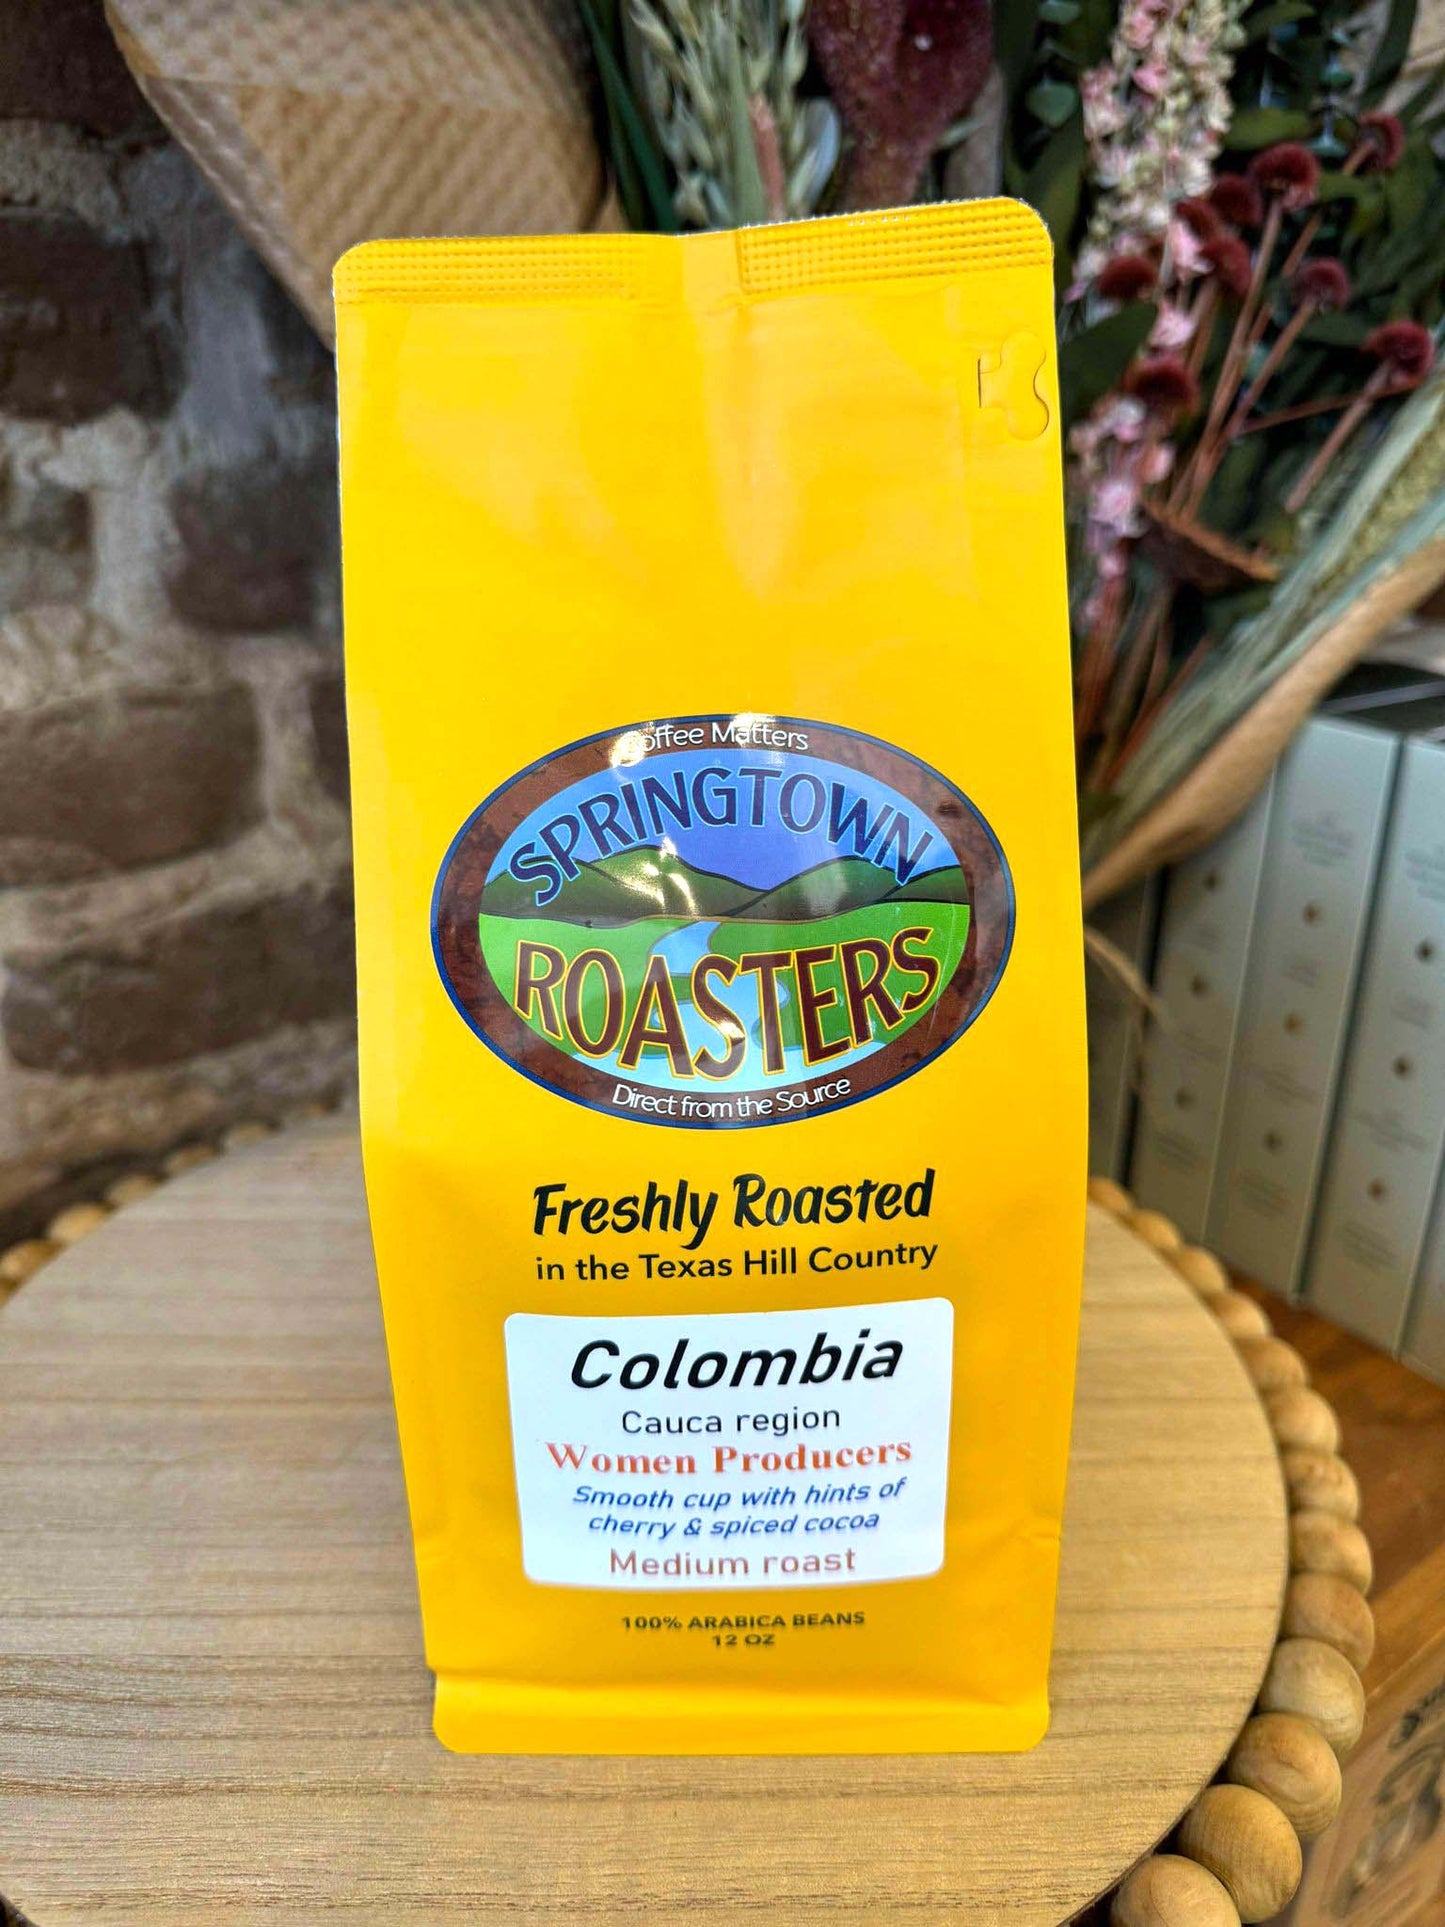 Coffee Matters
SPRINGTOWN
ROASTERS
Direct from the Source
Freshly Roasted
in the Texas Hill Country
Colombia
Cauca region
Women Producers
Smooth cup with hints of
cherry & spiced cocoa
Medium roast
100% ARABICA BEANS
12 OZ